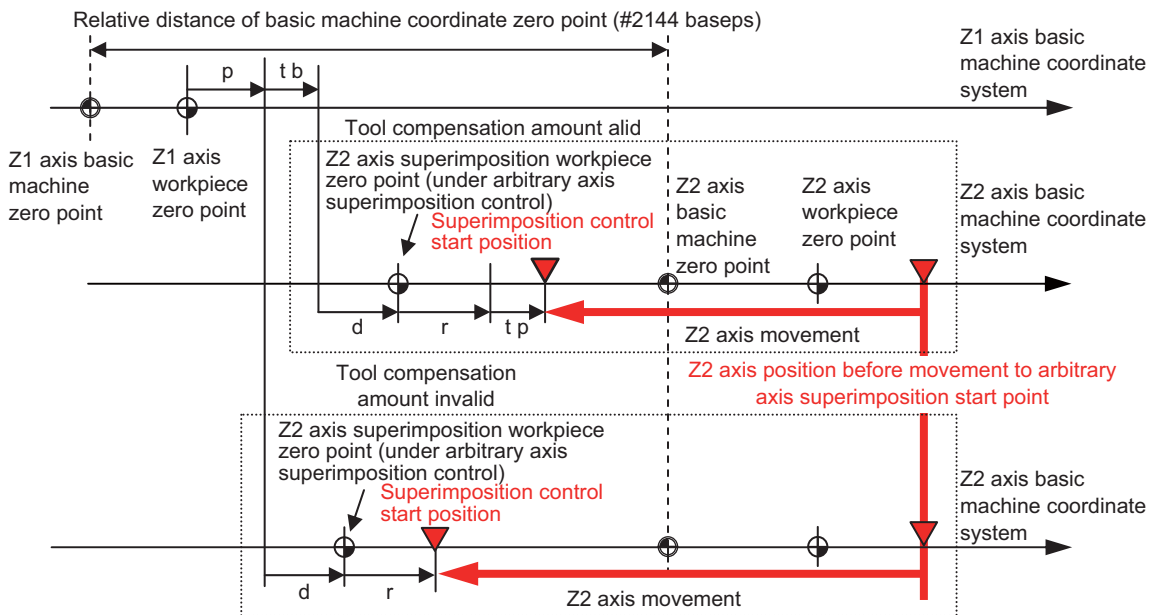 Relative distance of basic machine coordinate zero point (#2144 baseps)
p
t b
Z1 axis basic
machine coordinate
system
Z1 axis basic
machine
zero point
Z1 axis
workpiece
zero point
Tool compensation amount alid
Z2 axis superimposition workpiece
zero point (under arbitrary axis
superimposition control)
Superimposition control
start position
Z2 axis
basic
machine
zero point
Z2 axis
workpiece
zero point
Z2 axis basic
machine coordinate
system
d
r
t p
Z2 axis movement
Tool compensation
amount invalid
Z2 axis position before movement to arbitrary
axis superimposition start point
Z2 axis superimposition workpiece
zero point (under arbitrary axis
superimposition control)
Superimposition control
start position
Z2 axis basic
machine coordinate
system
d
r
Z2 axis movement